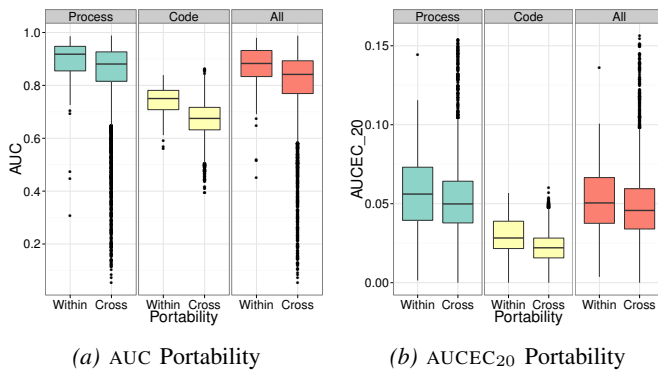 Process Code All
1.0
0.8
0.6
0.4
0.2
AUC
Within Cross Within Cross Within Cross
Portability
(a) AUC Portability
Process Code All
0.15
0.10
0.05
0.00
AUCEC_20
Within Cross Within Cross Within Cross
Portability
(b) AUCEC20 Portability